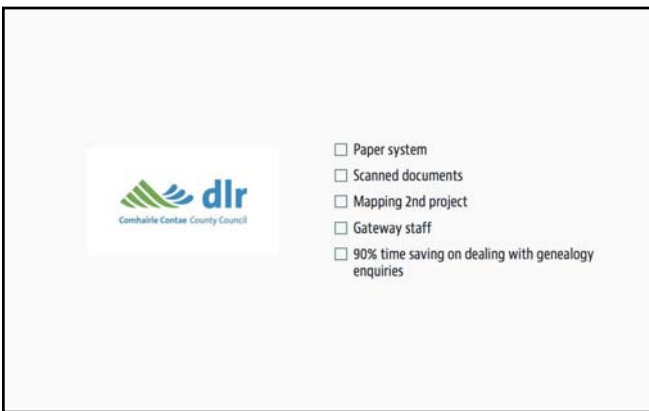 dlr
Comhairle Contae County Council
Paper system
Scanned documents
Mapping 2nd project
Gateway staff
90% time saving on dealing with genealogy
enquiries